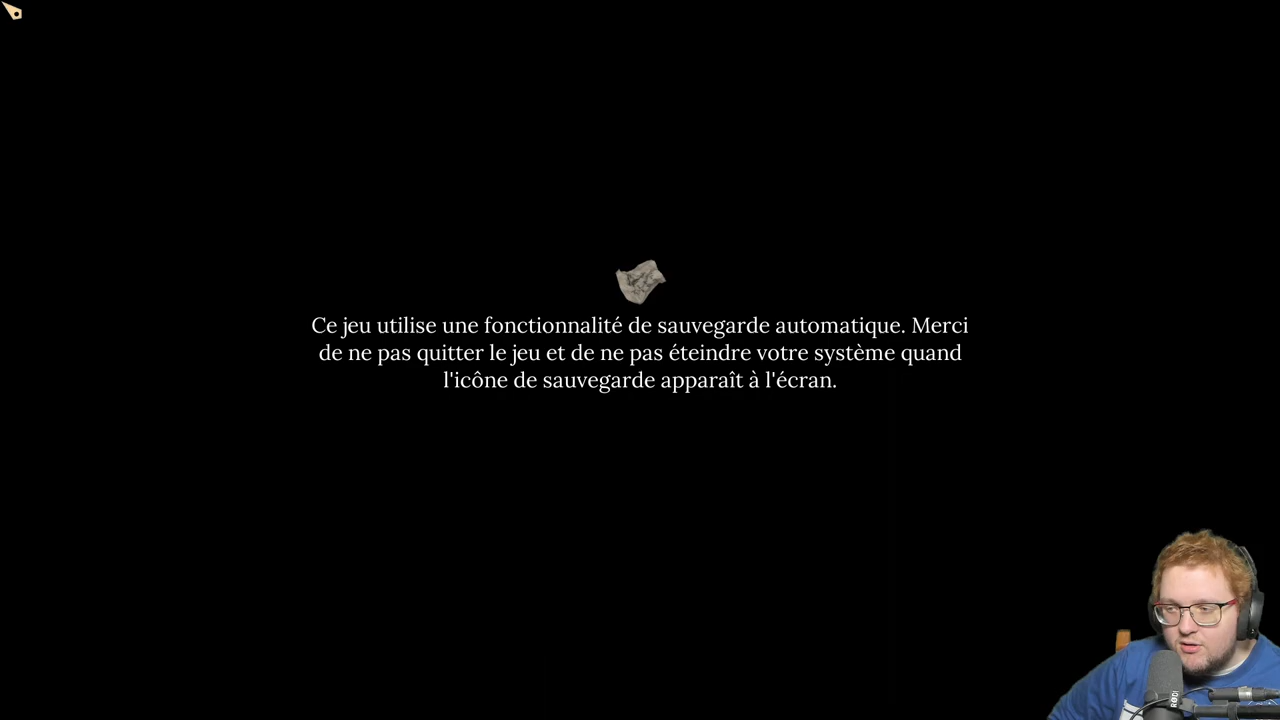 Ce jeu utilise une fonctionnalité de sauvegarde automatique. Merci
de ne pas quitter le jeu et de ne pas éteindre votre système quand
l'icône de sauvegarde apparaît à l'écran.
RODE